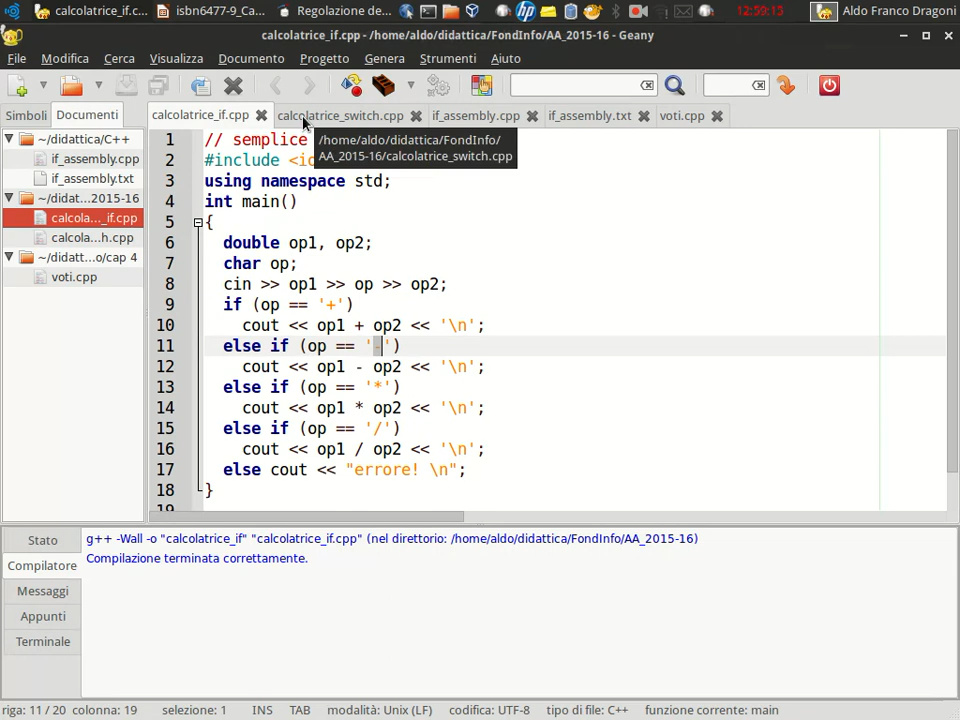 calcolatrice_if.c...
isbn6477-9_Ca...
Regolazione de...
12:59:15
Aldo Franco Dragoni
calcolatrice_if.cpp - /home/aldo/didattica/FondInfo/AA_2015-16 - Geany
File Modifica Cerca Visualizza Documento Progetto Genera Strumenti Aiuto
Simboli Documenti
calcolatrice_if.cpp calcolatrice_switch.cpp if_assembly.cpp if_assembly.txt voti.cpp
/home/aldo/didattica/FondInfo/
AA_2015-16/calcolatrice_switch.cpp
~/didattica/C++
if_assembly.cpp
if_assembly.txt
~/didat...2015-16
calcola..._if.cpp
calcola...h.cpp
~/didatt...o/cap 4
voti.cpp
1 // semplice
2 #include <io
3 using namespace std;
4 int main()
5 {
6 double op1, op2;
7 char op;
8 cin >> op1 >> op >> op2;
9 if (op == '+')
10 cout << op1 + op2 << '\n';
11 else if (op == '-')
12 cout << op1 - op2 << '\n';
13 else if (op == '*')
14 cout << op1 * op2 << '\n';
15 else if (op == '/')
16 cout << op1 / op2 << '\n';
17 else cout << "errore! \n";
18 }
19
Stato
Compilatore
Messaggi
Appunti
Terminale
g++ -Wall -o "calcolatrice_if" "calcolatrice_if.cpp" (nel direttorio: /home/aldo/didattica/FondInfo/AA_2015-16)
Compilazione terminata correttamente.
riga: 11 / 20 colonna: 19 selezione: 1 INS TAB modalità: Unix (LF) codifica: UTF-8 tipo di file: C++ funzione corrente: main